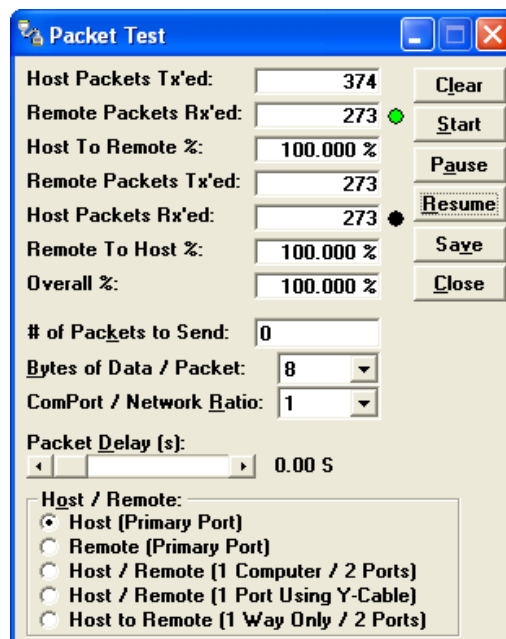 Packet Test
Host Packets Tx'ed: 374 Clear
Remote Packets Rx'ed: 273 Start
Host To Remote %: 100.000 % Pause
Remote Packets Tx'ed: 273
Host Packets Rx'ed: 273 Resume
Remote To Host %: 100.000 % Save
Overall %: 100.000 % Close
# of Packets to Send: 0
Bytes of Data / Packet: 8
ComPort / Network Ratio: 1
Packet Delay (s):
0.00 S
Host / Remote:
Host (Primary Port)
Remote (Primary Port)
Host / Remote (1 Computer / 2 Ports)
Host / Remote (1 Port Using Y-Cable)
Host to Remote (1 Way Only / 2 Ports)